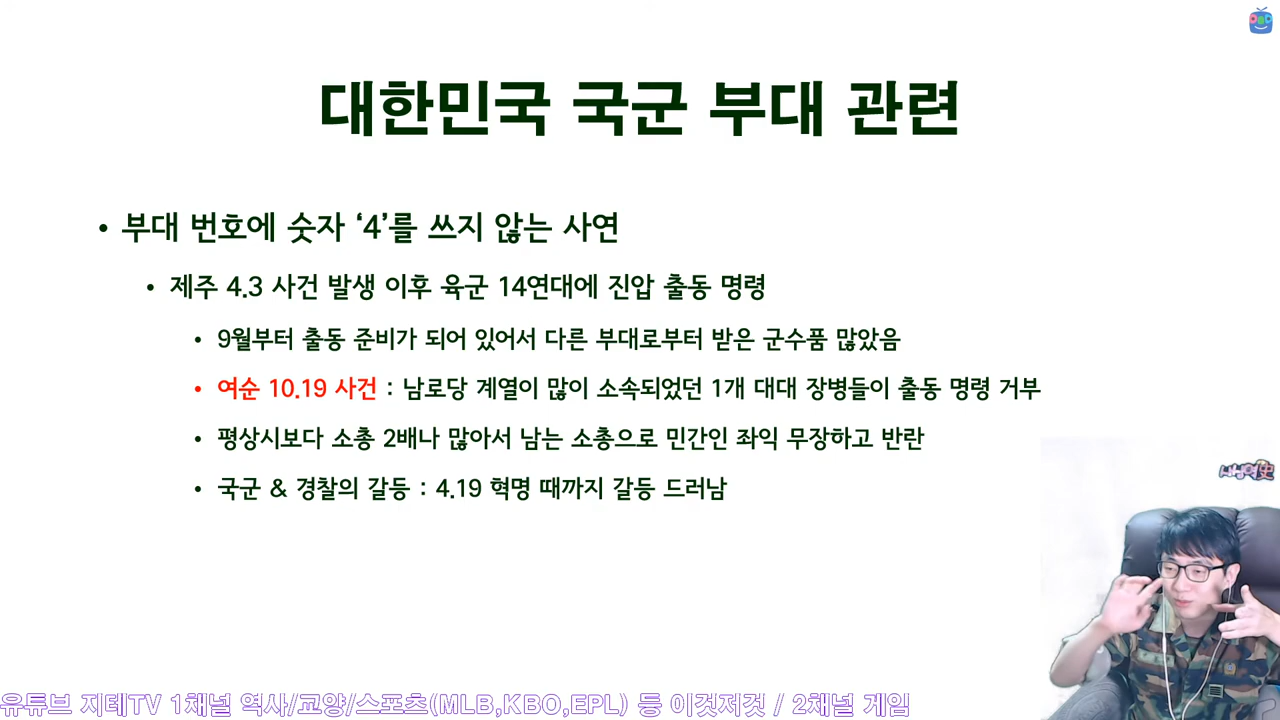 대한민국 국군 부대 관련
• 부대 번호에 숫자 ‘4’를 쓰지 않는 사연
• 제주 4.3 사건 발생 이후 육군 14연대에 진압 출동 명령
• 9월부터 출동 준비가 되어 있어서 다른 부대로부터 받은 군수품 많았음
• 여순 10.19 사건 : 남로당 계열이 많이 소속되었던 1개 대대 장병들이 출동 명령 거부
• 평상시보다 소총 2배나 많아서 남는 소총으로 민간인 좌익 무장하고 반란
• 국군 & 경찰의 갈등 : 4.19 혁명 때까지 갈등 드러남
유튜브 지테TV 1채널 역사/교양/스포츠(MLB,KBO,EPL) 등 이것저것 / 2채널 게임